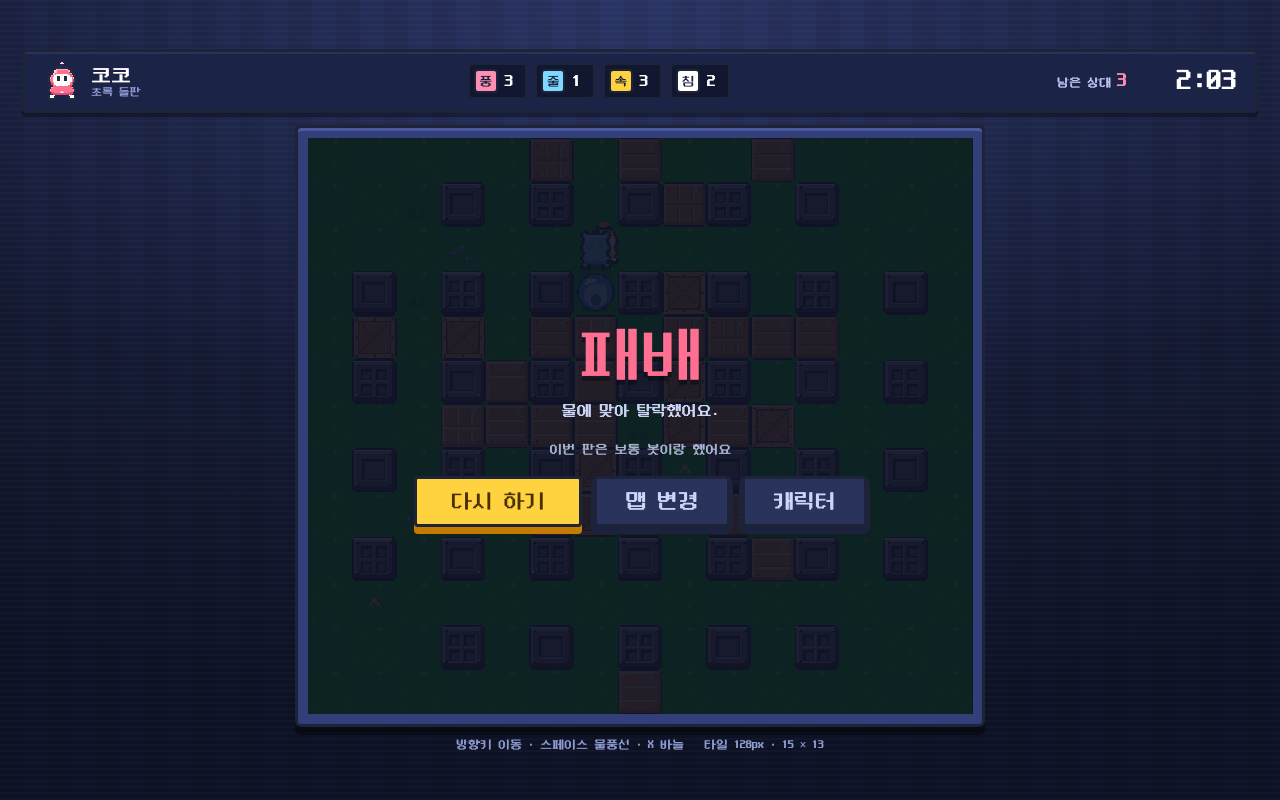 코코
초록 들판
풍 3 줄 1 속 3 침 2
남은 상대 3 2:03
패배
물에 맞아 탈락했어요.
이번 판은 보통 봇이랑 했어요
다시 하기 맵 변경 캐릭터
방향키 이동 · 스페이스 물풍선 · X 바늘 타일 128px · 15 × 13